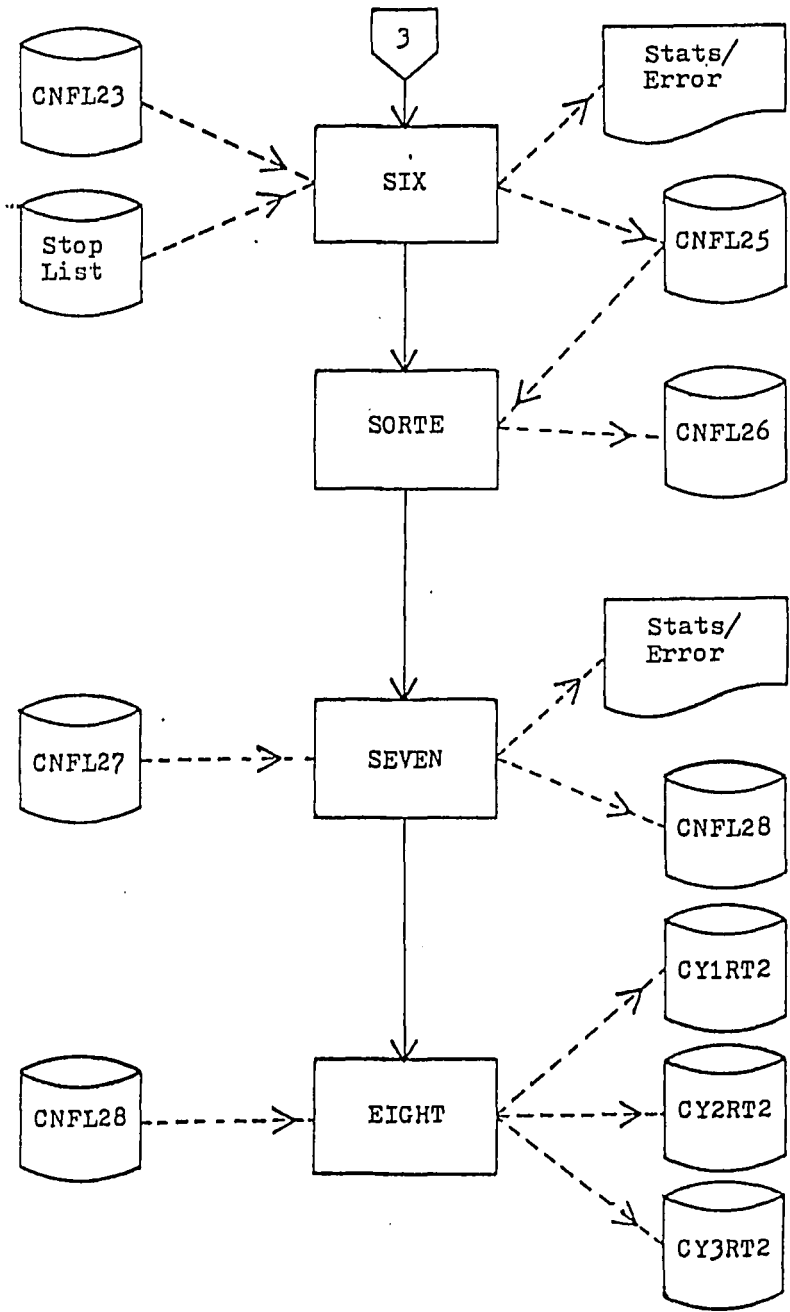 3
CNFL23
Stats/
Error
SIX
Stop
List
CNFL25
SORTE
CNFL26
Stats/
Error
CNFL27
SEVEN
CNFL28
CY1RT2
CNFL28
EIGHT
CY2RT2
CY3RT2